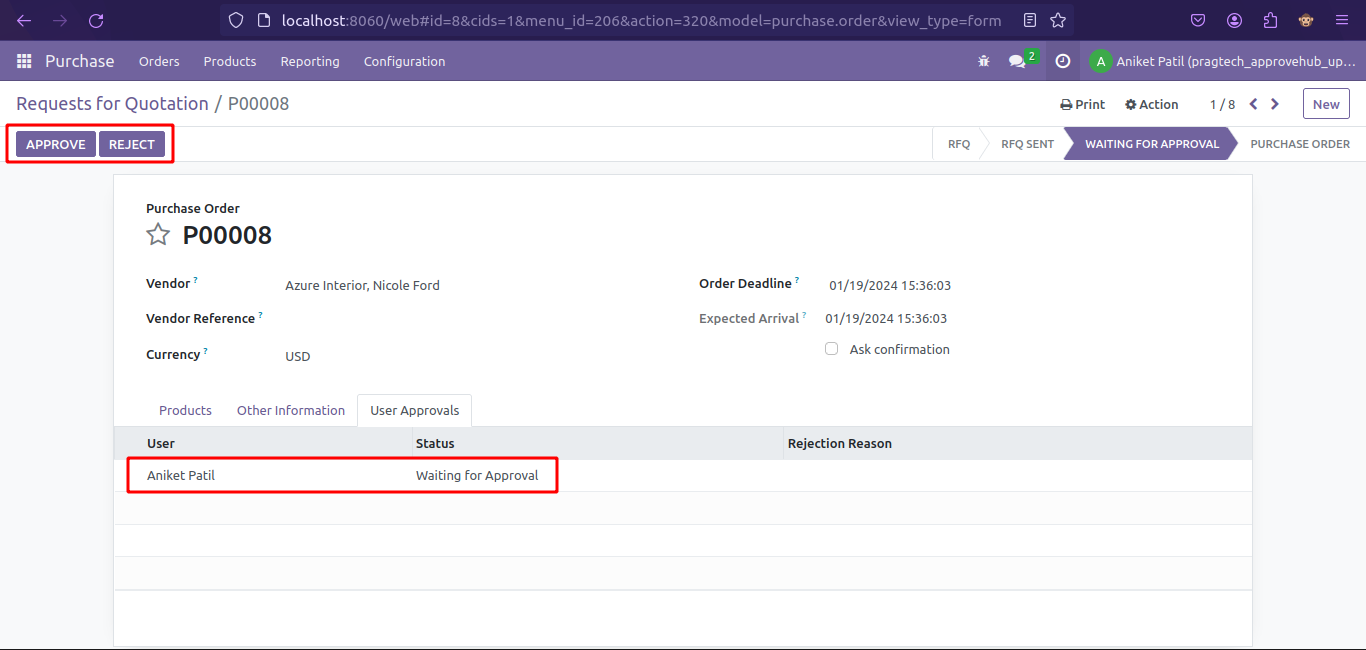 localhost:8060/web#id=8&cids=1&menu_id=206&action=320&model=purchase.order&view_type=form
Purchase Orders Products Reporting Configuration 2 A Aniket Patil (pragtech_approvehub_up...
Requests for Quotation / P00008 Print Action 1 / 8 New
APPROVE REJECT RFQ RFQ SENT WAITING FOR APPROVAL PURCHASE ORDER
Purchase Order
P00008
Vendor ? Azure Interior, Nicole Ford Order Deadline ? 01/19/2024 15:36:03
Vendor Reference ? Expected Arrival ? 01/19/2024 15:36:03
Currency ? USD Ask confirmation
Products Other Information User Approvals
User Status Rejection Reason
Aniket Patil Waiting for Approval